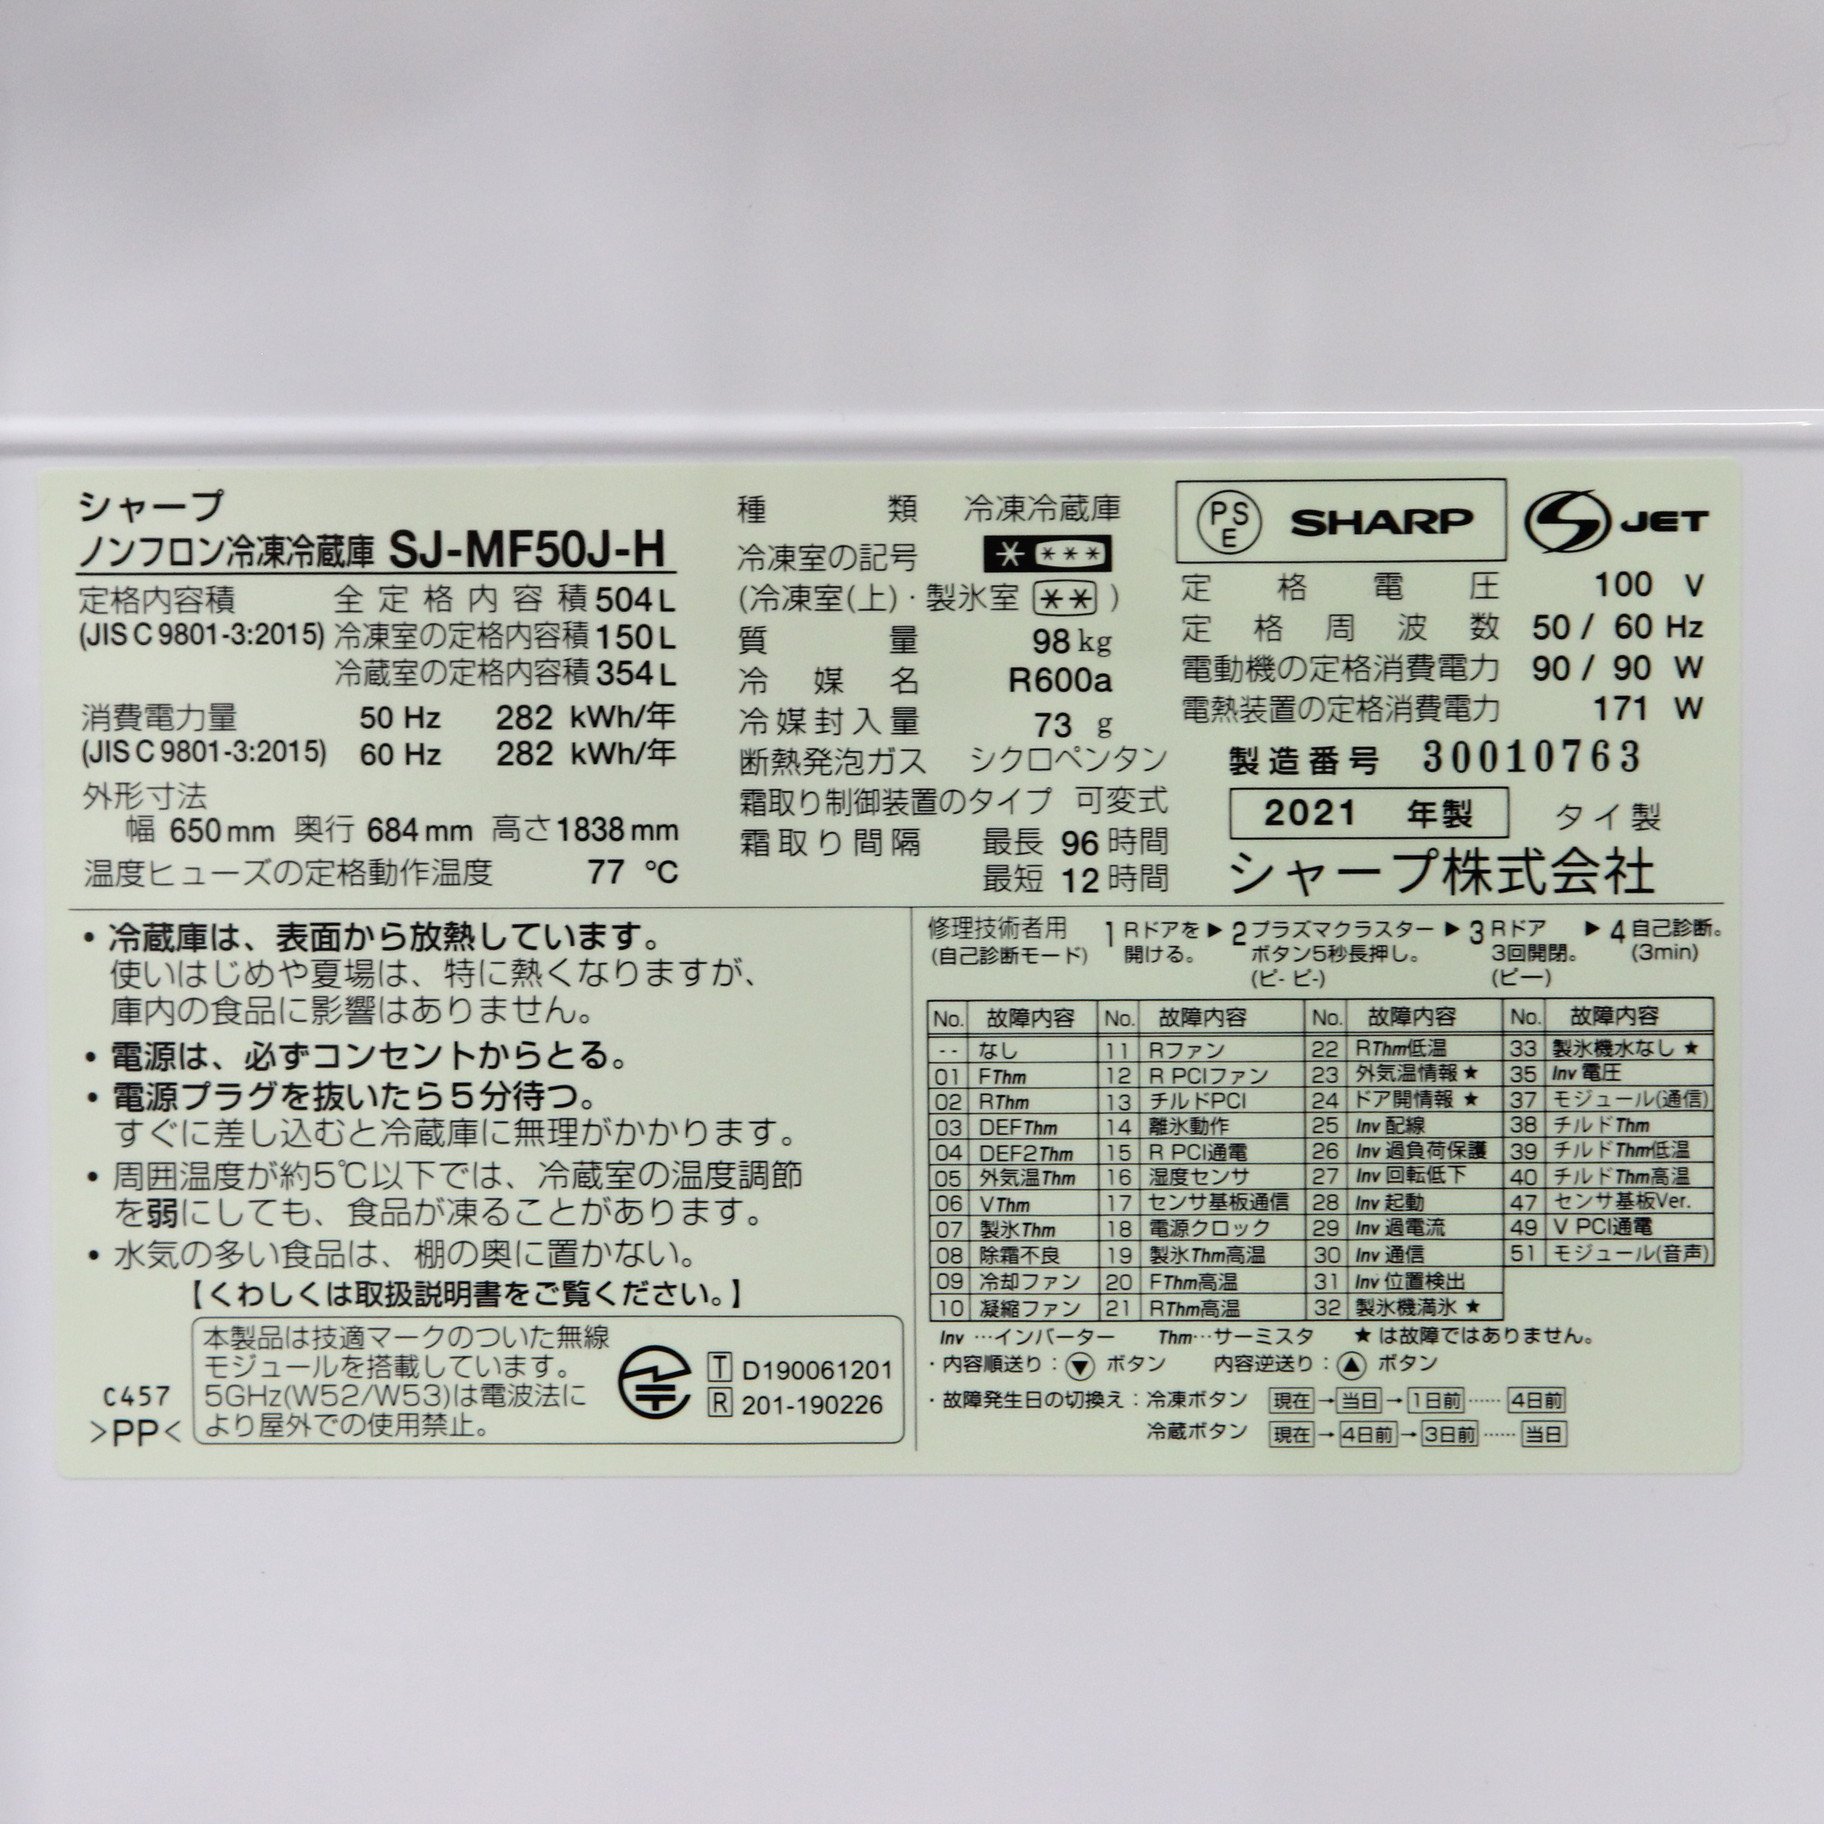 シャープ
ノンフロン冷凍冷蔵庫 SJ-MF50J-H
定格内容積 全定格内容積 504L
(JIS C 9801-3:2015) 冷凍室の定格内容積 150L
冷蔵室の定格内容積 354L
消費電力量 50 Hz 282 kWh/年
(JIS C 9801-3:2015) 60 Hz 282 kWh/年
外形寸法
幅 650mm 奥行 684mm 高さ 1838mm
温度ヒューズの定格動作温度 77 ℃
種類 冷凍冷蔵庫
冷凍室の記号 * ***
(冷凍室(上)・製氷室 ** )
質量 98kg
冷媒名 R600a
冷媒封入量 73 g
断熱発泡ガス シクロペンタン
霜取り制御装置のタイプ 可変式
霜取り間隔 最長 96 時間
最短 12 時間
PSE SHARP S JET
定格電圧 100 V
定格周波数 50 / 60 Hz
電動機の定格消費電力 90 / 90 W
電熱装置の定格消費電力 171 W
製造番号 30010763
2021 年製 タイ製
シャープ株式会社
・冷蔵庫は、表面から放熱しています。
使いはじめや夏場は、特に熱くなりますが、
庫内の食品に影響はありません。
・電源は、必ずコンセントからとる。
・電源プラグを抜いたら5分待つ。
すぐに差し込むと冷蔵庫に無理がかかります。
・周囲温度が約5℃以下では、冷蔵室の温度調節
を弱にしても、食品が凍ることがあります。
・水気の多い食品は、棚の奥に置かない。
【くわしくは取扱説明書をご覧ください。】
本製品は技適マークのついた無線
モジュールを搭載しています。
5GHz(W52/W53)は電波法に
より屋外での使用禁止。
T D190061201
R 201-190226
C457
>PP<
修理技術者用 1 Rドアを ▶ 2 プラズマクラスター ▶ 3 Rドア ▶ 4 自己診断。
(自己診断モード) 開ける。 ボタン5秒長押し。 3回開閉。 (3min)
(ピ- ピ-) (ピー)
No. 故障内容 No. 故障内容 No. 故障内容 No. 故障内容
-- なし 11 Rファン 22 RThm低温 33 製氷機水なし ★
01 FThm 12 R PCIファン 23 外気温情報 ★ 35 Inv 電圧
02 RThm 13 チルドPCI 24 ドア開情報 ★ 37 モジュール(通信)
03 DEFThm 14 離氷動作 25 Inv 配線 38 チルドThm
04 DEF2Thm 15 R PCI通電 26 Inv 過負荷保護 39 チルドThm低温
05 外気温Thm 16 湿度センサ 27 Inv 回転低下 40 チルドThm高温
06 VThm 17 センサ基板通信 28 Inv 起動 47 センサ基板Ver.
07 製氷Thm 18 電源クロック 29 Inv 過電流 49 V PCI通電
08 除霜不良 19 製氷Thm高温 30 Inv 通信 51 モジュール(音声)
09 冷却ファン 20 FThm高温 31 Inv 位置検出
10 凝縮ファン 21 RThm高温 32 製氷機満氷 ★
Inv …インバーター Thm…サーミスタ ★は故障ではありません。
・内容順送り：▼ ボタン 内容逆送り：▲ ボタン
・故障発生日の切換え：冷凍ボタン 現在→当日→1日前……4日前
冷蔵ボタン 現在→4日前→3日前……当日